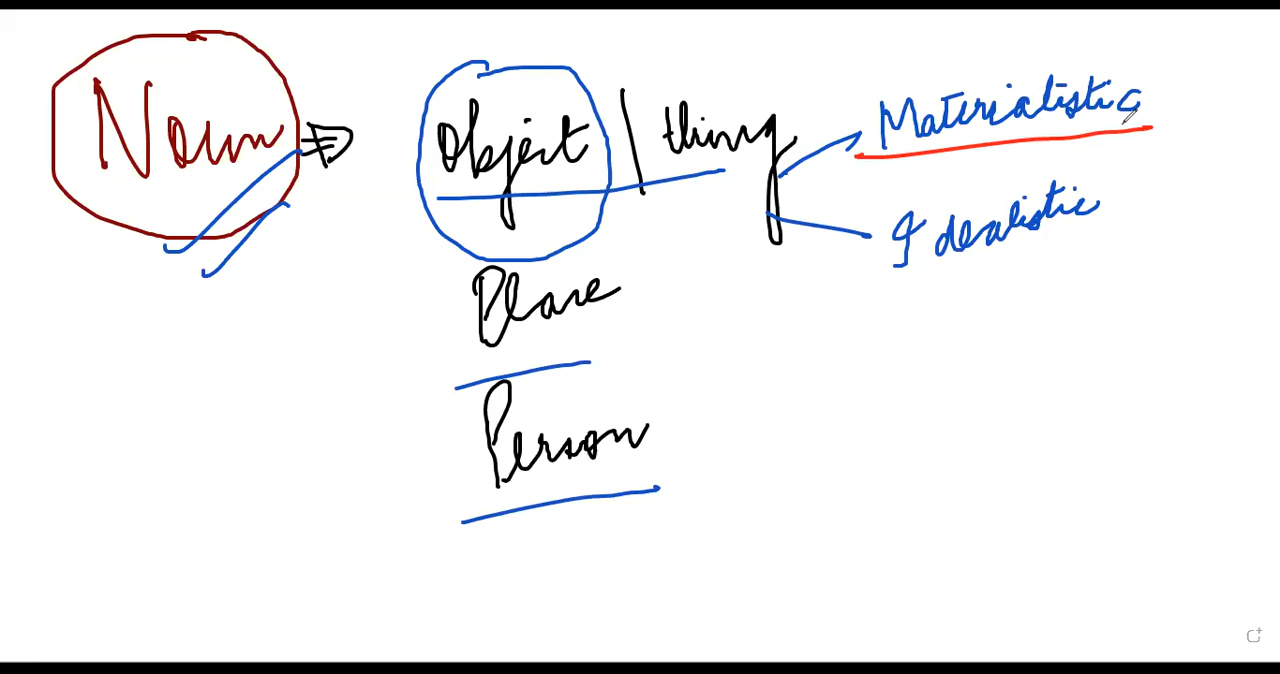 Noun ⇒ Object / thing
Materialistic
Idealistic
Place
Person